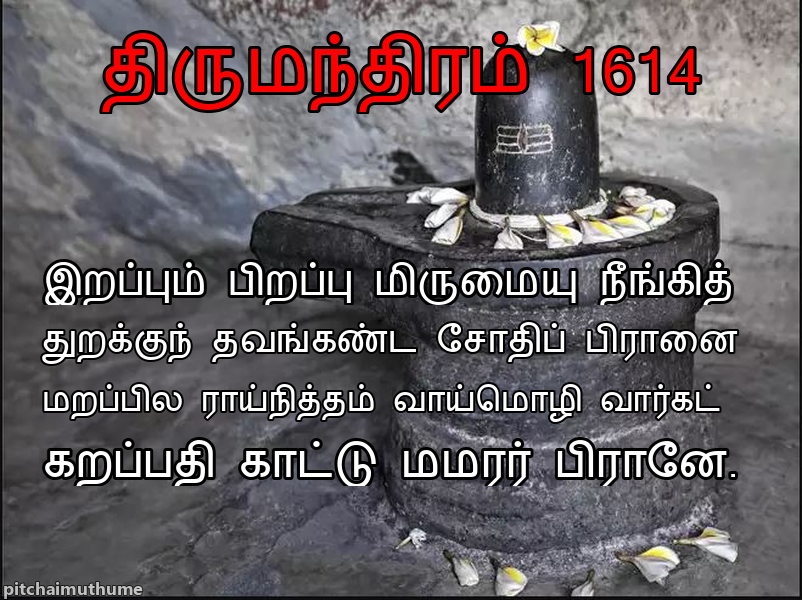 திருமந்திரம் 1614
இறப்பும் பிறப்பு மிருமையு நீங்கித்
துறக்குந் தவங்கண்ட சோதிப் பிரானை
மறப்பில ராய்நித்தம் வாய்மொழி வார்கட்
கறப்பதி காட்டு மமரர் பிரானே.
pitchaimuthume